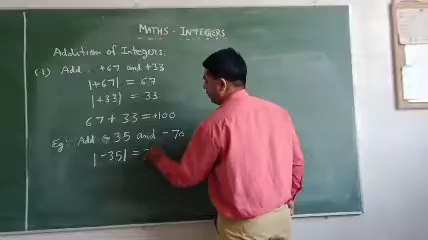 MATHS - INTEGERS
Addition of Integers.
(1) Add +67 and +33
|+67| = 67
|+33| = 33
67 + 33 = +100
Eg:- Add -35 and -70
|-35| =